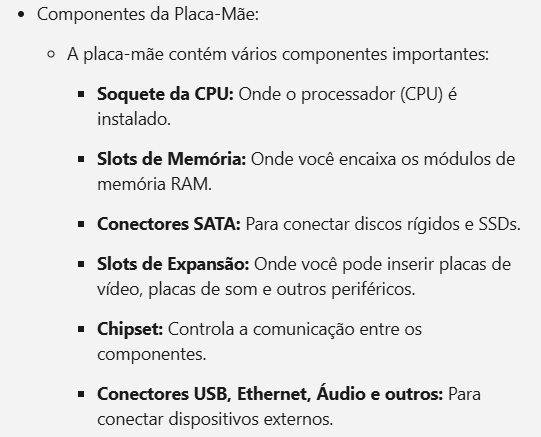 • Componentes da Placa-Mãe:
○ A placa-mãe contém vários componentes importantes:
▪ Soquete da CPU: Onde o processador (CPU) é
instalado.
▪ Slots de Memória: Onde você encaixa os módulos de
memória RAM.
▪ Conectores SATA: Para conectar discos rígidos e SSDs.
▪ Slots de Expansão: Onde você pode inserir placas de
vídeo, placas de som e outros periféricos.
▪ Chipset: Controla a comunicação entre os
componentes.
▪ Conectores USB, Ethernet, Áudio e outros: Para
conectar dispositivos externos.